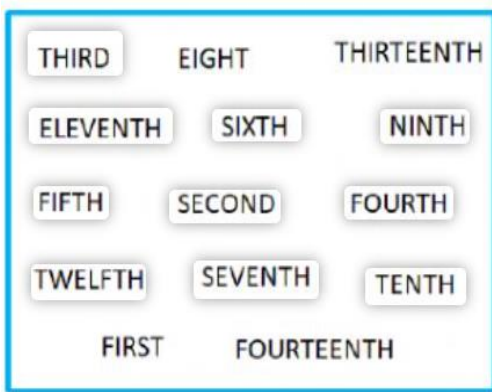 THIRD EIGHT THIRTEENTH
ELEVENTH SIXTH NINTH
FIFTH SECOND FOURTH
TWELFTH SEVENTH TENTH
FIRST FOURTEENTH